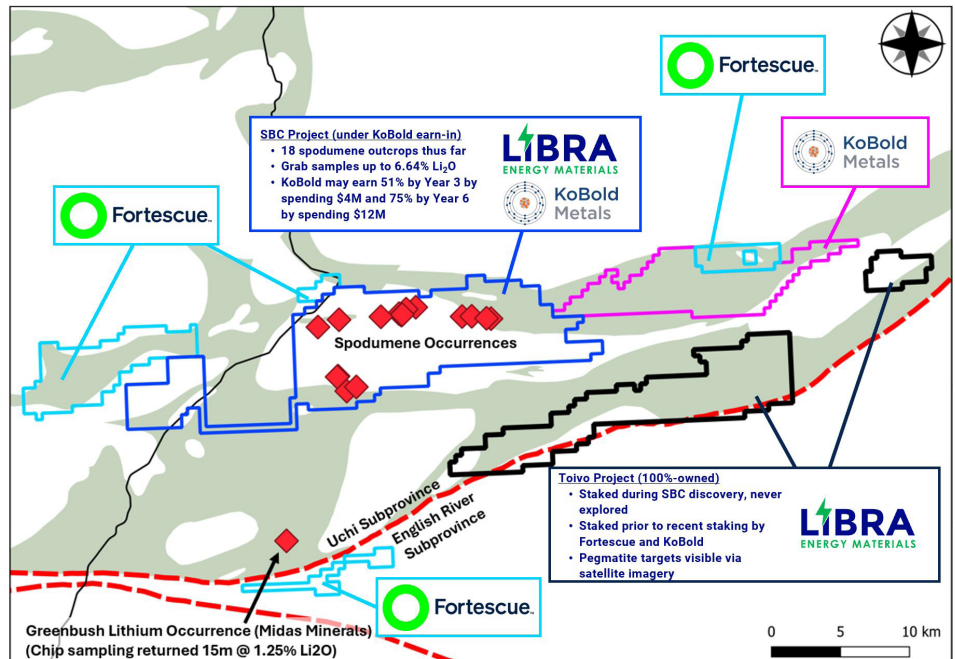 Fortescue™
SBC Project (under KoBold earn-in)
• 18 spodumene outcrops thus far
• Grab samples up to 6.64% Li₂O
• KoBold may earn 51% by Year 3 by
spending $4M and 75% by Year 6
by spending $12M
LIBRA
ENERGY MATERIALS
KoBold
Metals
KoBold
Metals
Fortescue™
Spodumene Occurrences
Toivo Project (100%-owned)
• Staked during SBC discovery, never
explored
• Staked prior to recent staking by
Fortescue and KoBold
• Pegmatite targets visible via
satellite imagery
LIBRA
ENERGY MATERIALS
Uchi Subprovince
English River
Subprovince
Fortescue™
Greenbush Lithium Occurrence (Midas Minerals)
(Chip sampling returned 15m @ 1.25% Li2O)
0 5 10 km